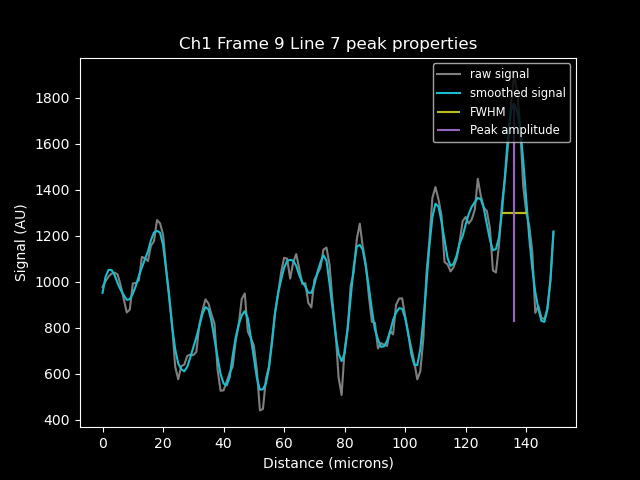 Ch1 Frame 9 Line 7 peak properties
raw signal
smoothed signal
FWHM
Peak amplitude
Signal (AU)
1800
1600
1400
1200
1000
800
600
400
0 20 40 60 80 100 120 140
Distance (microns)